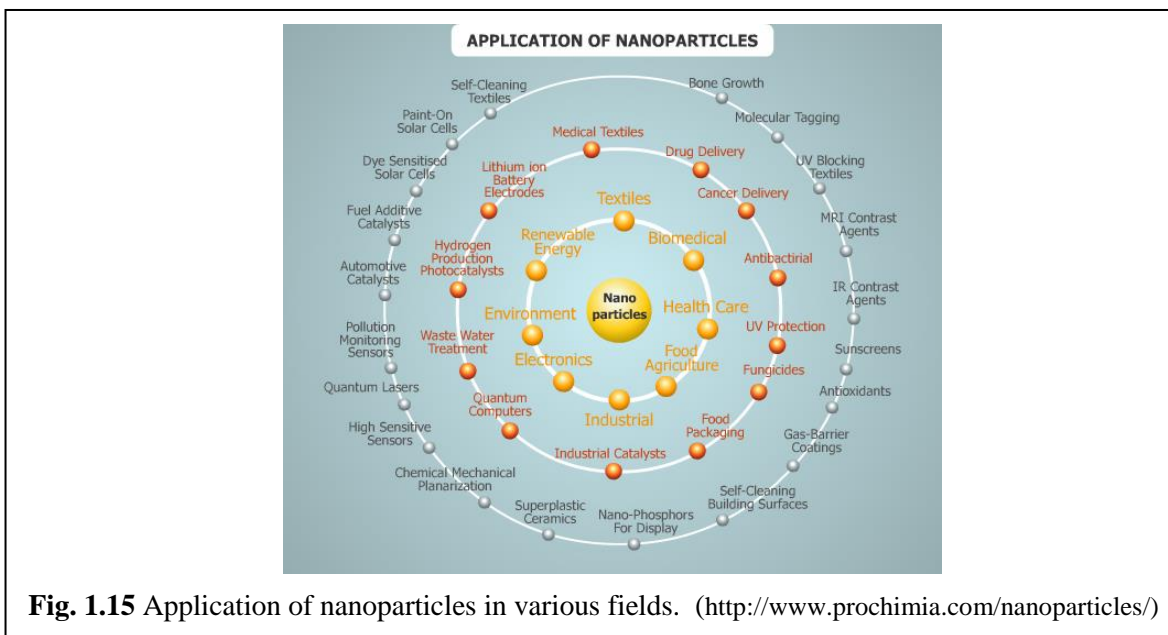 APPLICATION OF NANOPARTICLES
Self-Cleaning
Textiles
Bone Growth
Paint-On
Solar Cells
Molecular Tagging
Medical Textiles
Drug Delivery
Dye Sensitised
Solar Cells
Lithium ion
Battery
Electrodes
UV Blocking
Textiles
Cancer Delivery
Textiles
Fuel Additive
Catalysts
MRI Contrast
Agents
Renewable
Energy
Biomedical
Hydrogen
Production
Photocatalysts
Antibactirial
Automotive
Catalysts
IR Contrast
Agents
Nano
particles
Environment
Health Care
Pollution
Monitoring
Sensors
Waste Water
Treatment
UV Protection
Sunscreens
Electronics
Food
Agriculture
Fungicides
Quantum Lasers
Antioxidants
Quantum
Computers
Industrial
Food
Packaging
High Sensitive
Sensors
Gas-Barrier
Coatings
Industrial Catalysts
Chemical Mechanical
Planarization
Self-Cleaning
Building Surfaces
Superplastic
Ceramics
Nano-Phosphors
For Display
Fig. 1.15 Application of nanoparticles in various fields. (http://www.prochimia.com/nanoparticles/)